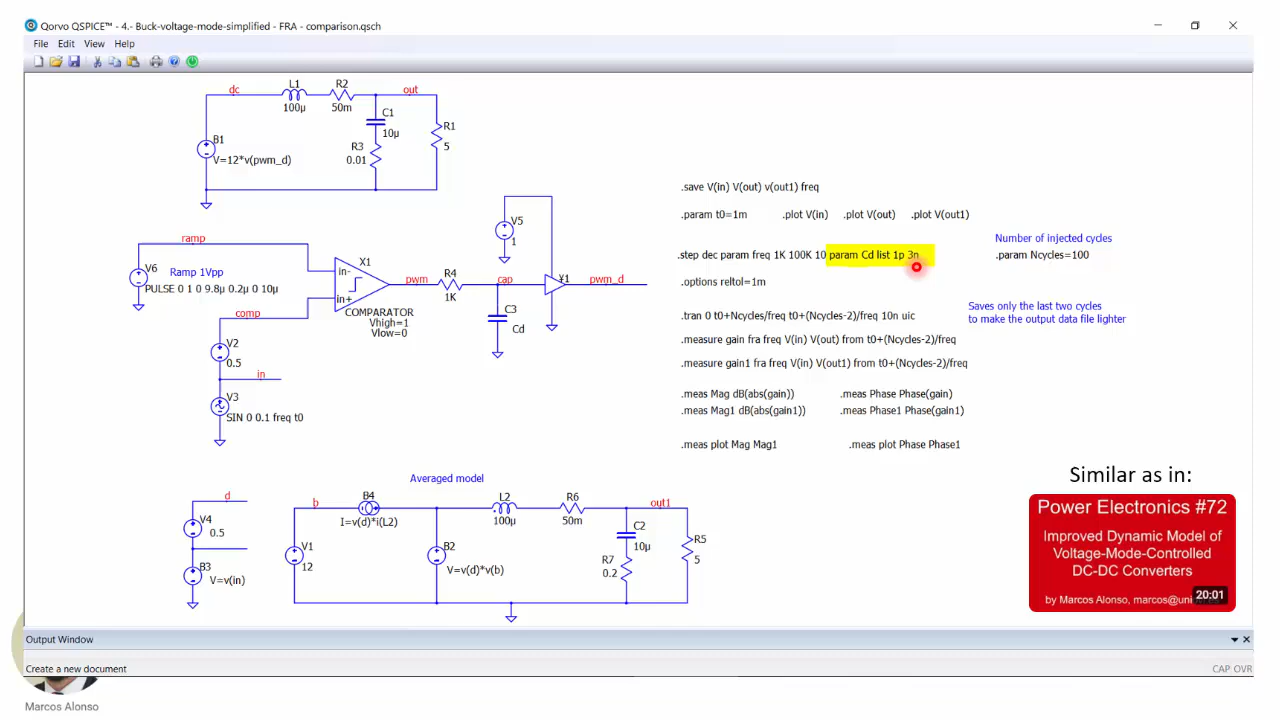 Qorvo QSPICE™ - 4.- Buck-voltage-mode-simplified - FRA - comparison.qsch
File Edit View Help
dc
L1
100µ
R2
50m
out
C1
10µ
R3
0.01
R1
5
B1
V=12*v(pwm_d)
.save V(in) V(out) v(out1) freq
.param t0=1m .plot V(in) .plot V(out) .plot V(out1)
Number of injected cycles
.step dec param freq 1K 100K 10 param Cd list 1p 3n
.param Ncycles=100
.options reltol=1m
Saves only the last two cycles
to make the output data file lighter
.tran 0 t0+Ncycles/freq t0+(Ncycles-2)/freq 10n uic
.measure gain fra freq V(in) V(out) from t0+(Ncycles-2)/freq
.measure gain1 fra freq V(in) V(out1) from t0+(Ncycles-2)/freq
.meas Mag dB(abs(gain)) .meas Phase Phase(gain)
.meas Mag1 dB(abs(gain1)) .meas Phase1 Phase(gain1)
.meas plot Mag Mag1 .meas plot Phase Phase1
ramp
V6
Ramp 1Vpp
PULSE 0 1 0 9.8µ 0.2µ 0 10µ
X1
in-
in+
COMPARATOR
Vhigh=1
Vlow=0
comp
V2
0.5
in
V3
SIN 0 0.1 freq t0
pwm
R4
1K
cap
C3
Cd
V5
1
¥1
pwm_d
Averaged model
d
V4
0.5
B3
V=v(in)
b
V1
12
B4
I=v(d)*i(L2)
B2
V=v(d)*v(b)
L2
100µ
R6
50m
out1
C2
10µ
R7
0.2
R5
5
Similar as in:
Power Electronics #72
Improved Dynamic Model of
Voltage-Mode-Controlled
DC-DC Converters
by Marcos Alonso, marcos@uni
20:01
Output Window
Create a new document
CAP OVR
Marcos Alonso